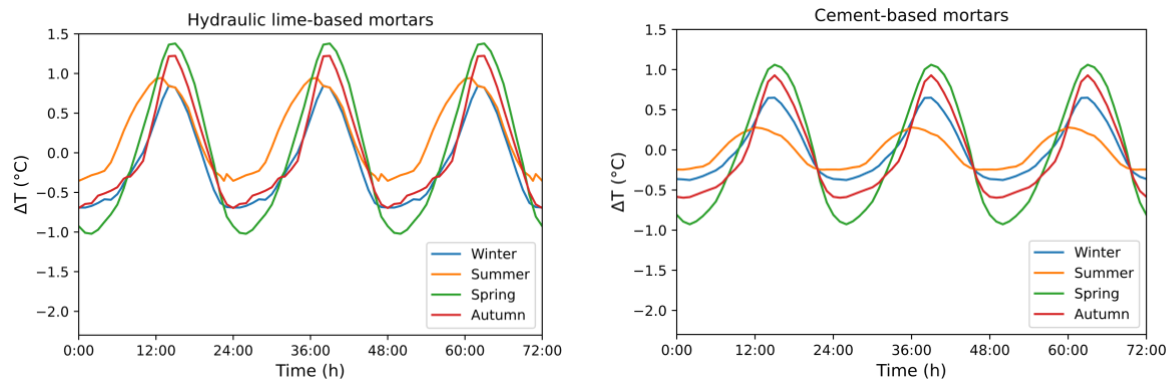 Hydraulic lime-based mortars
1.5
1.0
0.5
0.0
−0.5
−1.0
−1.5
−2.0
ΔT (°C)
0:00 12:00 24:00 36:00 48:00 60:00 72:00
Time (h)
Winter
Summer
Spring
Autumn
Cement-based mortars
1.5
1.0
0.5
0.0
−0.5
−1.0
−1.5
−2.0
ΔT (°C)
0:00 12:00 24:00 36:00 48:00 60:00 72:00
Time (h)
Winter
Summer
Spring
Autumn